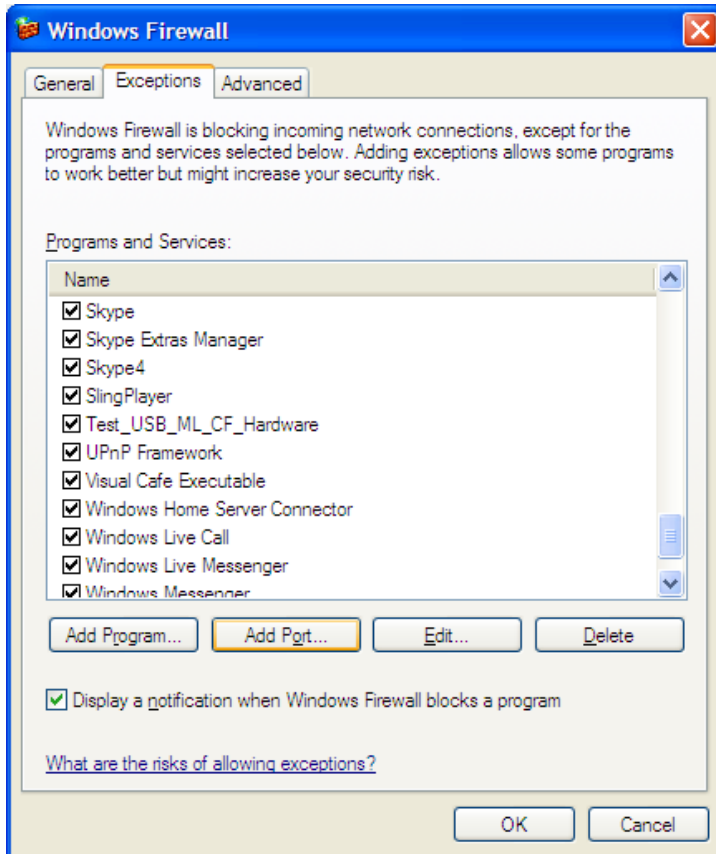 Windows Firewall
General Exceptions Advanced
Windows Firewall is blocking incoming network connections, except for the
programs and services selected below. Adding exceptions allows some programs
to work better but might increase your security risk.
Programs and Services:
Name
Skype
Skype Extras Manager
Skype4
SlingPlayer
Test_USB_ML_CF_Hardware
UPnP Framework
Visual Cafe Executable
Windows Home Server Connector
Windows Live Call
Windows Live Messenger
Windows Messenger
Add Program... Add Port... Edit... Delete
Display a notification when Windows Firewall blocks a program
What are the risks of allowing exceptions?
OK Cancel